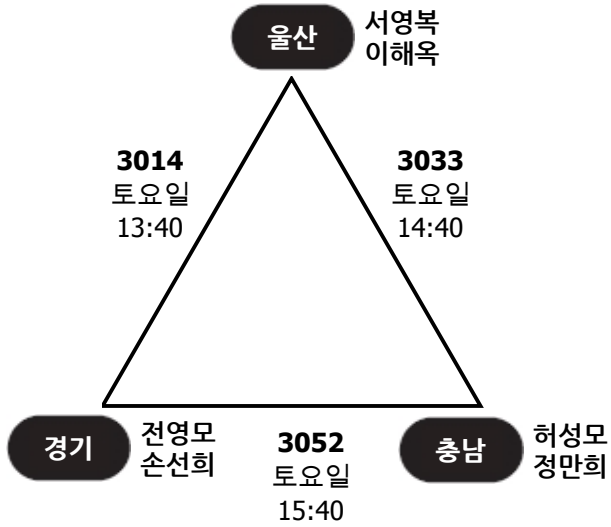 울산
서영복
이해옥
3014
토요일
13:40
3033
토요일
14:40
경기
전영모
손선희
3052
토요일
15:40
충남
허성모
정만희